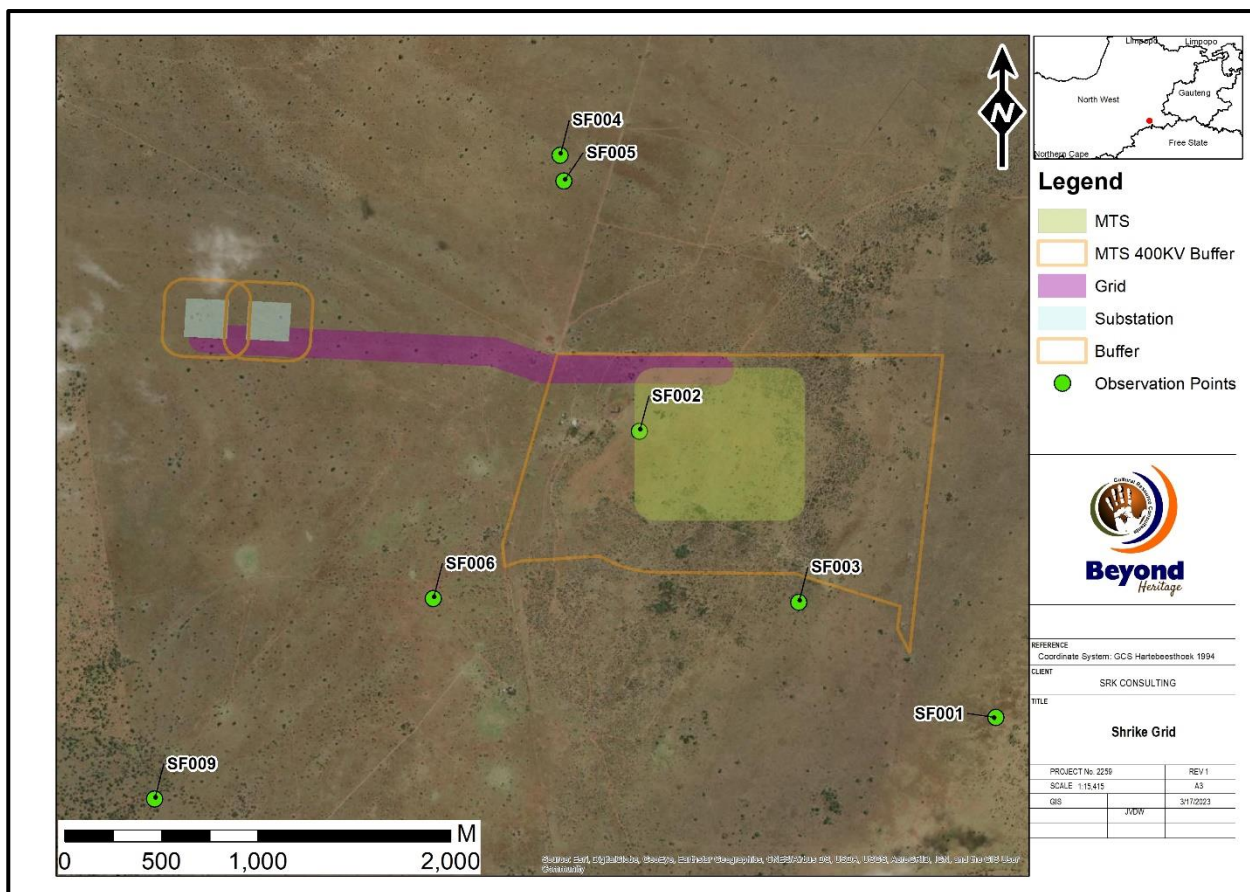 SF004
SF005
SF002
SF006
SF003
SF001
SF009
M
0 500 1,000 2,000
Source: Esri, DigitalGlobe, GeoEye, Earthstar Geographics, CNES/Airbus DS, USDA, USGS, AeroGRID, IGN, and the GIS User
Community
N
Limpopo Limpopo
North West
Gauteng
Free State
Northern Cape
Legend
MTS
MTS 400KV Buffer
Grid
Substation
Buffer
Observation Points
Cultural Resource Consultants
Beyond
Heritage
REFERENCE
Coordinate System: GCS Hartebeesthoek 1994
CLIENT
SRK CONSULTING
TITLE
Shrike Grid
PROJECT No. 2259 REV 1
SCALE 1:15,415 A3
GIS JVDW 3/17/2023